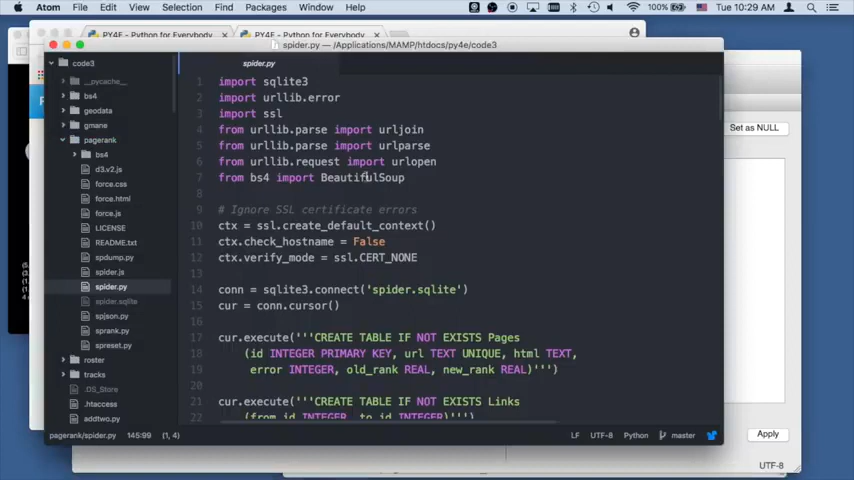 Atom File Edit View Selection Find Packages Window Help 100% Tue 10:29 AM
PY4E - Python for Everybody PY4E - Python for Everybody
spider.py — /Applications/MAMP/htdocs/py4e/code3
code3
__pycache__
bs4
geodata
gmane
pagerank
bs4
d3.v2.js
force.css
force.html
force.js
LICENSE
README.txt
spdump.py
spider.js
spider.py
spider.sqlite
spjson.py
sprank.py
spreset.py
roster
tracks
.DS_Store
.htaccess
addtwo.py
spider.py
1 import sqlite3
2 import urllib.error
3 import ssl
4 from urllib.parse import urljoin
5 from urllib.parse import urlparse
6 from urllib.request import urlopen
7 from bs4 import BeautifulSoup
8
9 # Ignore SSL certificate errors
10 ctx = ssl.create_default_context()
11 ctx.check_hostname = False
12 ctx.verify_mode = ssl.CERT_NONE
13
14 conn = sqlite3.connect('spider.sqlite')
15 cur = conn.cursor()
16
17 cur.execute('''CREATE TABLE IF NOT EXISTS Pages
18 (id INTEGER PRIMARY KEY, url TEXT UNIQUE, html TEXT,
19 error INTEGER, old_rank REAL, new_rank REAL)''')
20
21 cur.execute('''CREATE TABLE IF NOT EXISTS Links
22 (from_id INTEGER, to_id INTEGER)''')
pagerank/spider.py 145:99 (1, 4) LF UTF-8 Python master
Set as NULL
Apply
UTF-8